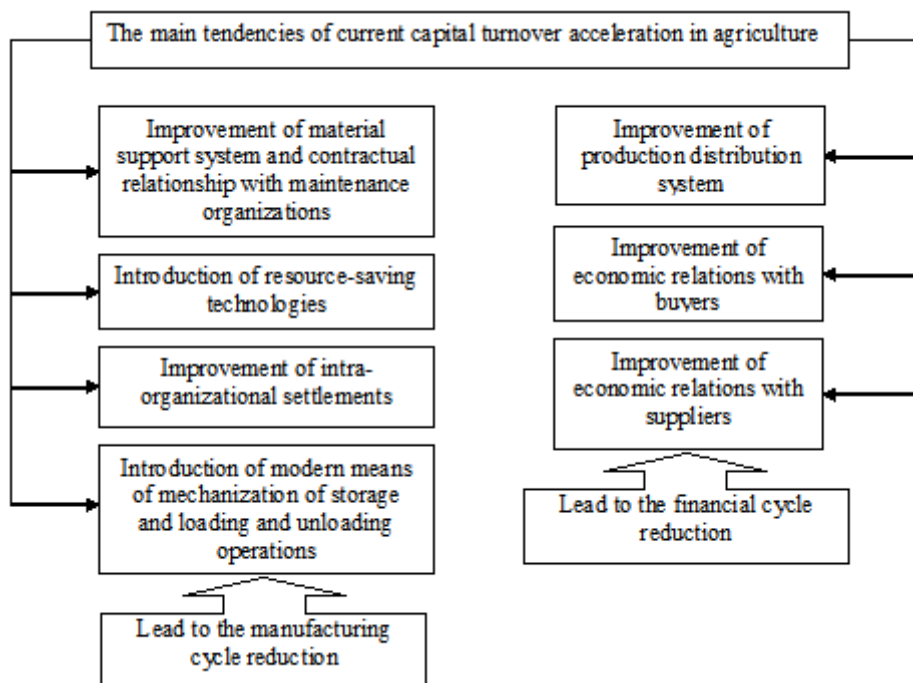 The main tendencies of current capital turnover acceleration in agriculture
Improvement of material
support system and contractual
relationship with maintenance
organizations
Introduction of resource-saving
technologies
Improvement of intra-
organizational settlements
Introduction of modern means
of mechanization of storage
and loading and unloading
operations
Lead to the manufacturing
cycle reduction
Improvement of
production distribution
system
Improvement of
economic relations with
buyers
Improvement of
economic relations with
suppliers
Lead to the financial cycle
reduction